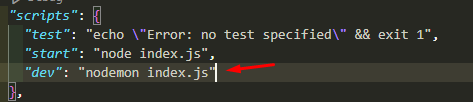 "scripts": {
"test": "echo \"Error: no test specified\" && exit 1",
"start": "node index.js",
"dev": "nodemon index.js"
},